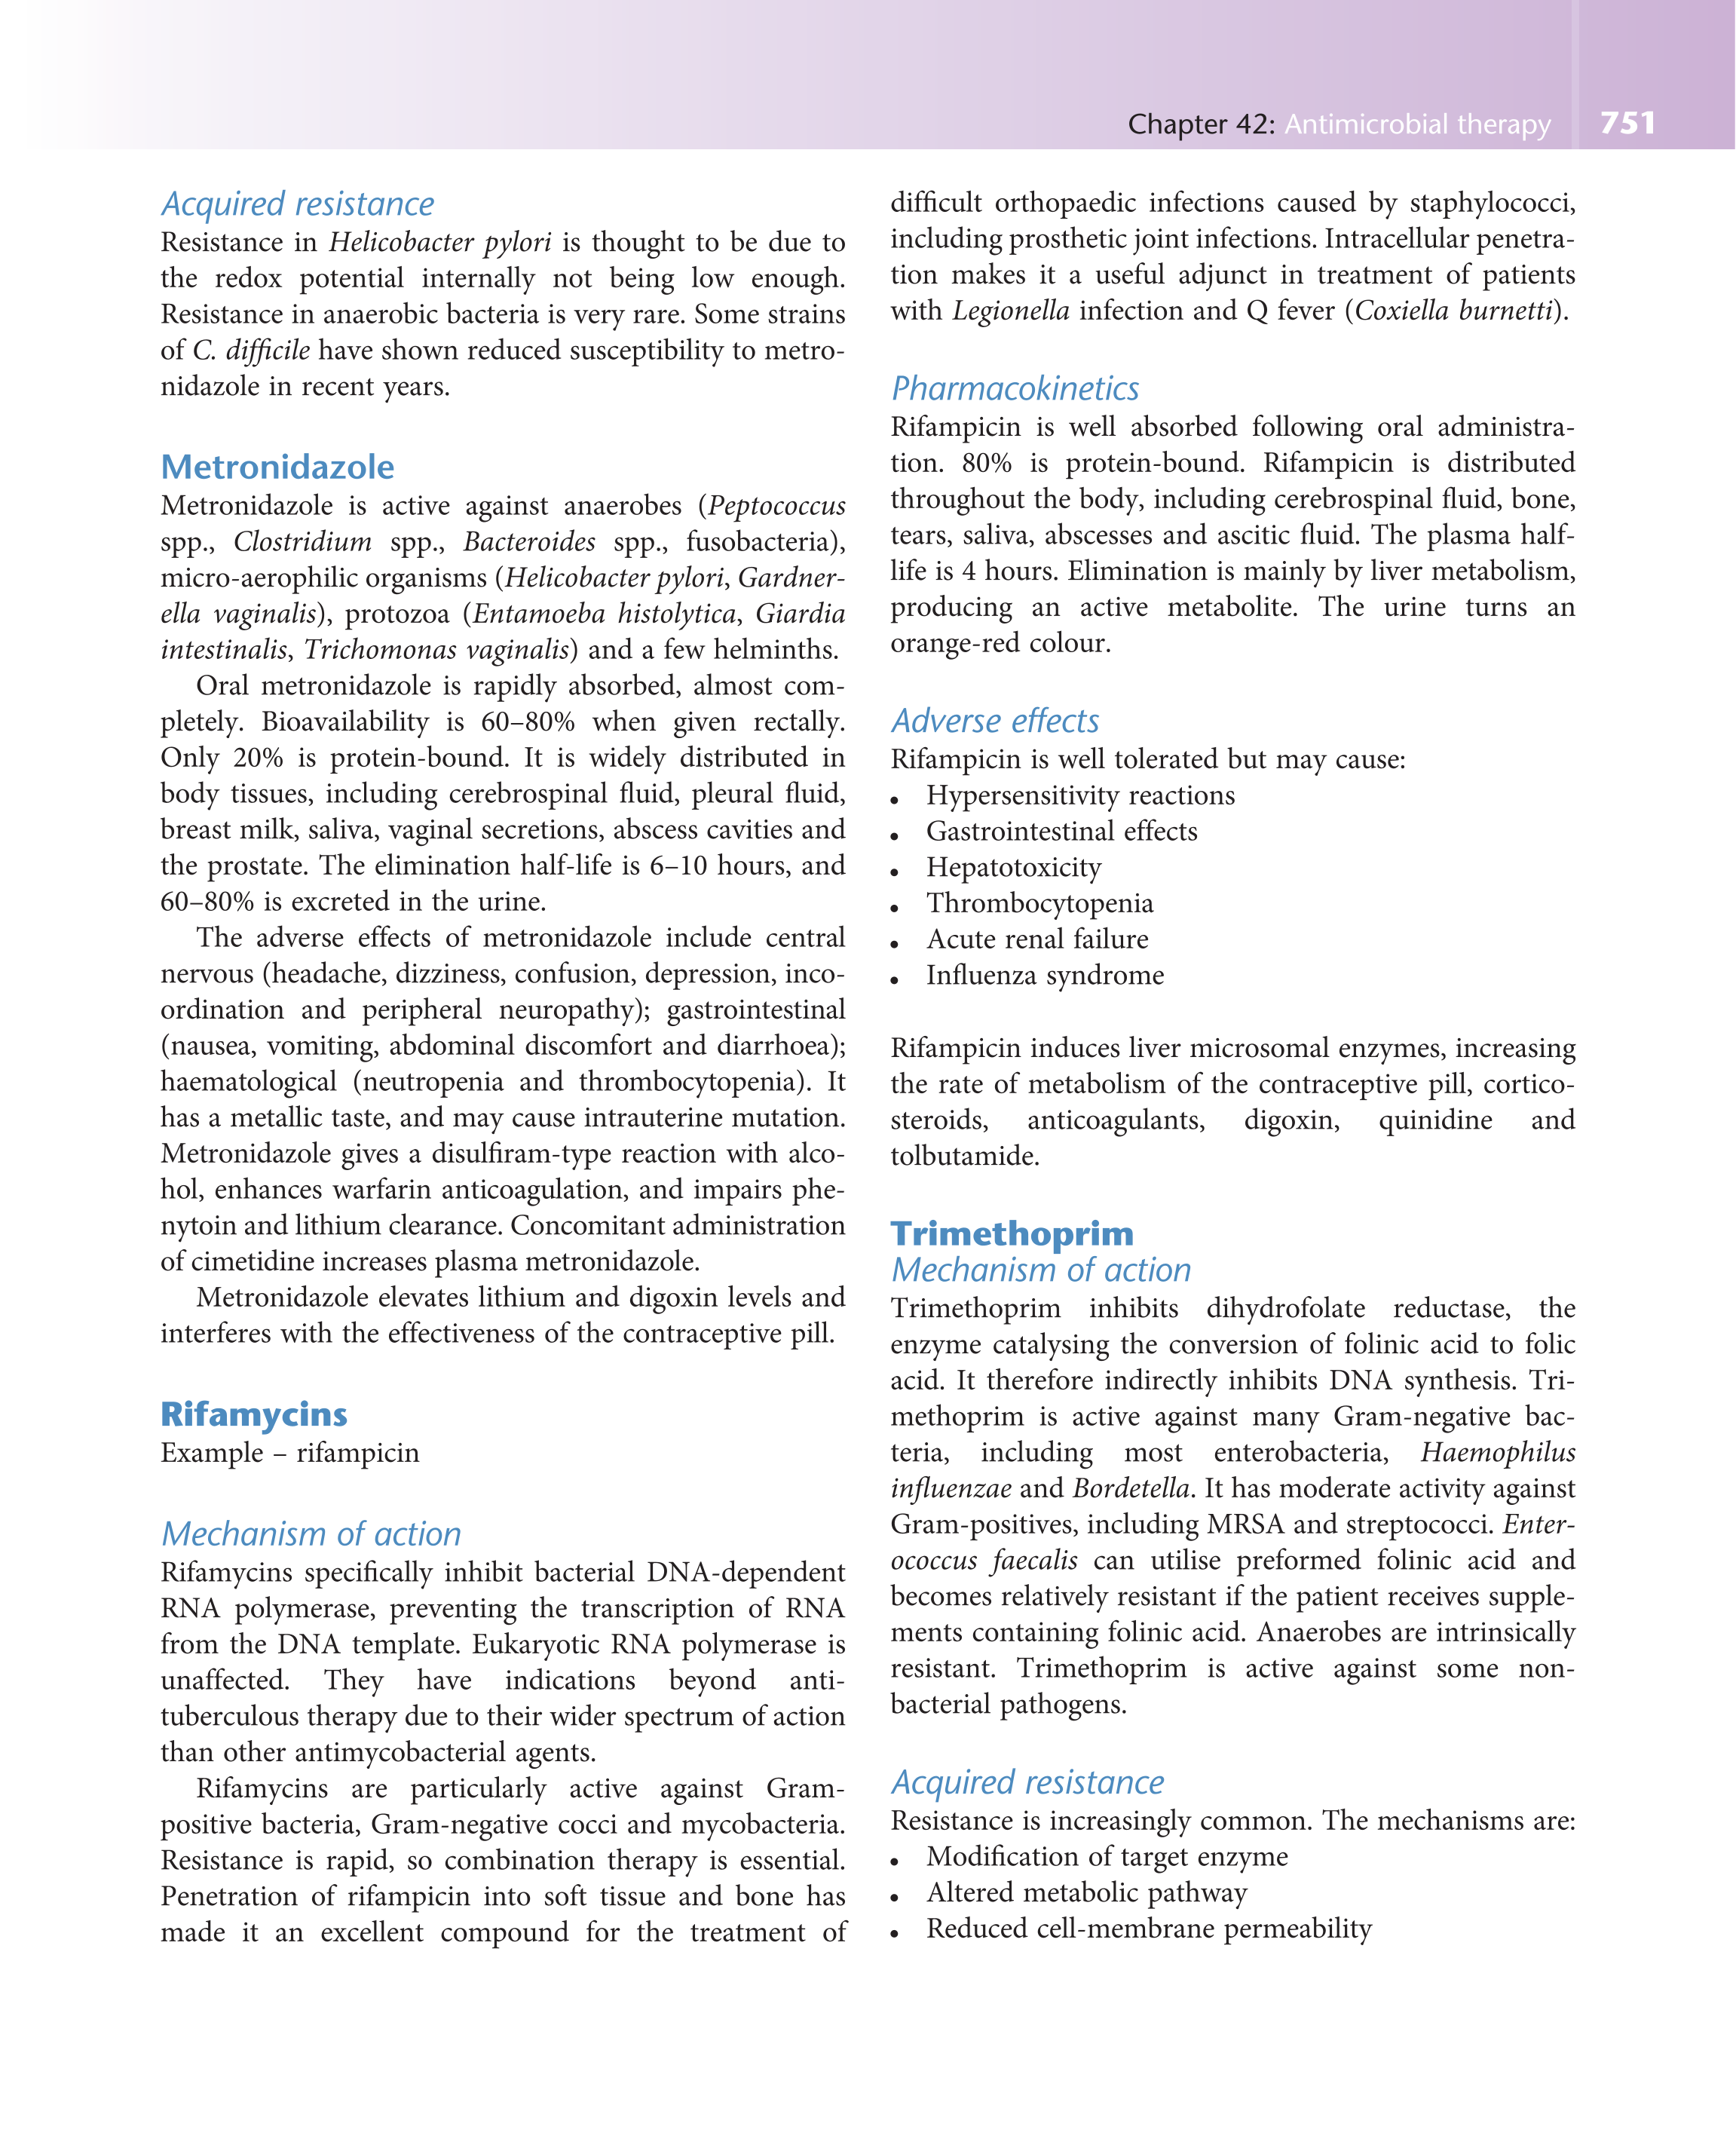 Chapter 42: Antimicrobial therapy 751
Acquired resistance
Resistance in Helicobacter pylori is thought to be due to
the redox potential internally not being low enough.
Resistance in anaerobic bacteria is very rare. Some strains
of C. difficile have shown reduced susceptibility to metro-
nidazole in recent years.
Metronidazole
Metronidazole is active against anaerobes (Peptococcus
spp., Clostridium spp., Bacteroides spp., fusobacteria),
micro-aerophilic organisms (Helicobacter pylori, Gardner-
ella vaginalis), protozoa (Entamoeba histolytica, Giardia
intestinalis, Trichomonas vaginalis) and a few helminths.
Oral metronidazole is rapidly absorbed, almost com-
pletely. Bioavailability is 60–80% when given rectally.
Only 20% is protein-bound. It is widely distributed in
body tissues, including cerebrospinal fluid, pleural fluid,
breast milk, saliva, vaginal secretions, abscess cavities and
the prostate. The elimination half-life is 6–10 hours, and
60–80% is excreted in the urine.
The adverse effects of metronidazole include central
nervous (headache, dizziness, confusion, depression, inco-
ordination and peripheral neuropathy); gastrointestinal
(nausea, vomiting, abdominal discomfort and diarrhoea);
haematological (neutropenia and thrombocytopenia). It
has a metallic taste, and may cause intrauterine mutation.
Metronidazole gives a disulfiram-type reaction with alco-
hol, enhances warfarin anticoagulation, and impairs phe-
nytoin and lithium clearance. Concomitant administration
of cimetidine increases plasma metronidazole.
Metronidazole elevates lithium and digoxin levels and
interferes with the effectiveness of the contraceptive pill.
Rifamycins
Example – rifampicin
Mechanism of action
Rifamycins specifically inhibit bacterial DNA-dependent
RNA polymerase, preventing the transcription of RNA
from the DNA template. Eukaryotic RNA polymerase is
unaffected. They have indications beyond anti-
tuberculous therapy due to their wider spectrum of action
than other antimycobacterial agents.
Rifamycins are particularly active against Gram-
positive bacteria, Gram-negative cocci and mycobacteria.
Resistance is rapid, so combination therapy is essential.
Penetration of rifampicin into soft tissue and bone has
made it an excellent compound for the treatment of
difficult orthopaedic infections caused by staphylococci,
including prosthetic joint infections. Intracellular penetra-
tion makes it a useful adjunct in treatment of patients
with Legionella infection and Q fever (Coxiella burnetti).
Pharmacokinetics
Rifampicin is well absorbed following oral administra-
tion. 80% is protein-bound. Rifampicin is distributed
throughout the body, including cerebrospinal fluid, bone,
tears, saliva, abscesses and ascitic fluid. The plasma half-
life is 4 hours. Elimination is mainly by liver metabolism,
producing an active metabolite. The urine turns an
orange-red colour.
Adverse effects
Rifampicin is well tolerated but may cause:
• Hypersensitivity reactions
• Gastrointestinal effects
• Hepatotoxicity
• Thrombocytopenia
• Acute renal failure
• Influenza syndrome
Rifampicin induces liver microsomal enzymes, increasing
the rate of metabolism of the contraceptive pill, cortico-
steroids, anticoagulants, digoxin, quinidine and
tolbutamide.
Trimethoprim
Mechanism of action
Trimethoprim inhibits dihydrofolate reductase, the
enzyme catalysing the conversion of folinic acid to folic
acid. It therefore indirectly inhibits DNA synthesis. Tri-
methoprim is active against many Gram-negative bac-
teria, including most enterobacteria, Haemophilus
influenzae and Bordetella. It has moderate activity against
Gram-positives, including MRSA and streptococci. Enter-
ococcus faecalis can utilise preformed folinic acid and
becomes relatively resistant if the patient receives supple-
ments containing folinic acid. Anaerobes are intrinsically
resistant. Trimethoprim is active against some non-
bacterial pathogens.
Acquired resistance
Resistance is increasingly common. The mechanisms are:
• Modification of target enzyme
• Altered metabolic pathway
• Reduced cell-membrane permeability